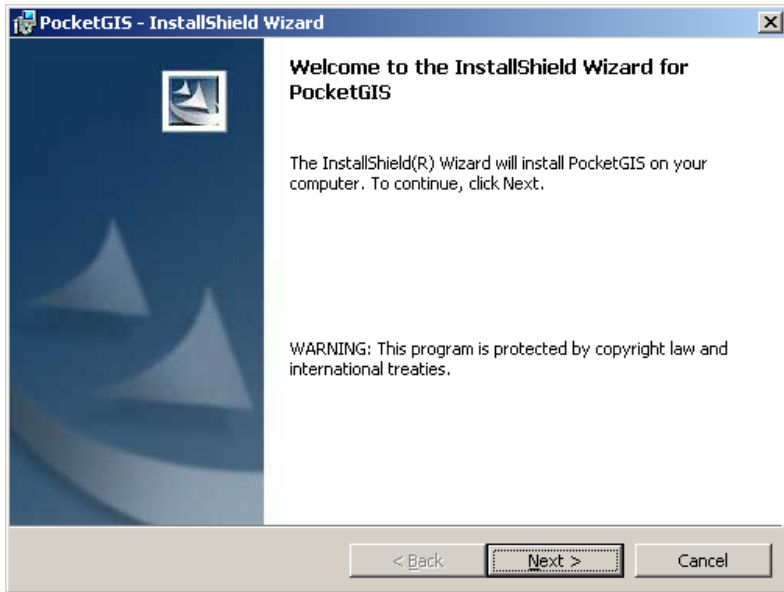 PocketGIS - InstallShield Wizard
Welcome to the InstallShield Wizard for
PocketGIS
The InstallShield(R) Wizard will install PocketGIS on your
computer. To continue, click Next.
WARNING: This program is protected by copyright law and
international treaties.
< Back Next > Cancel